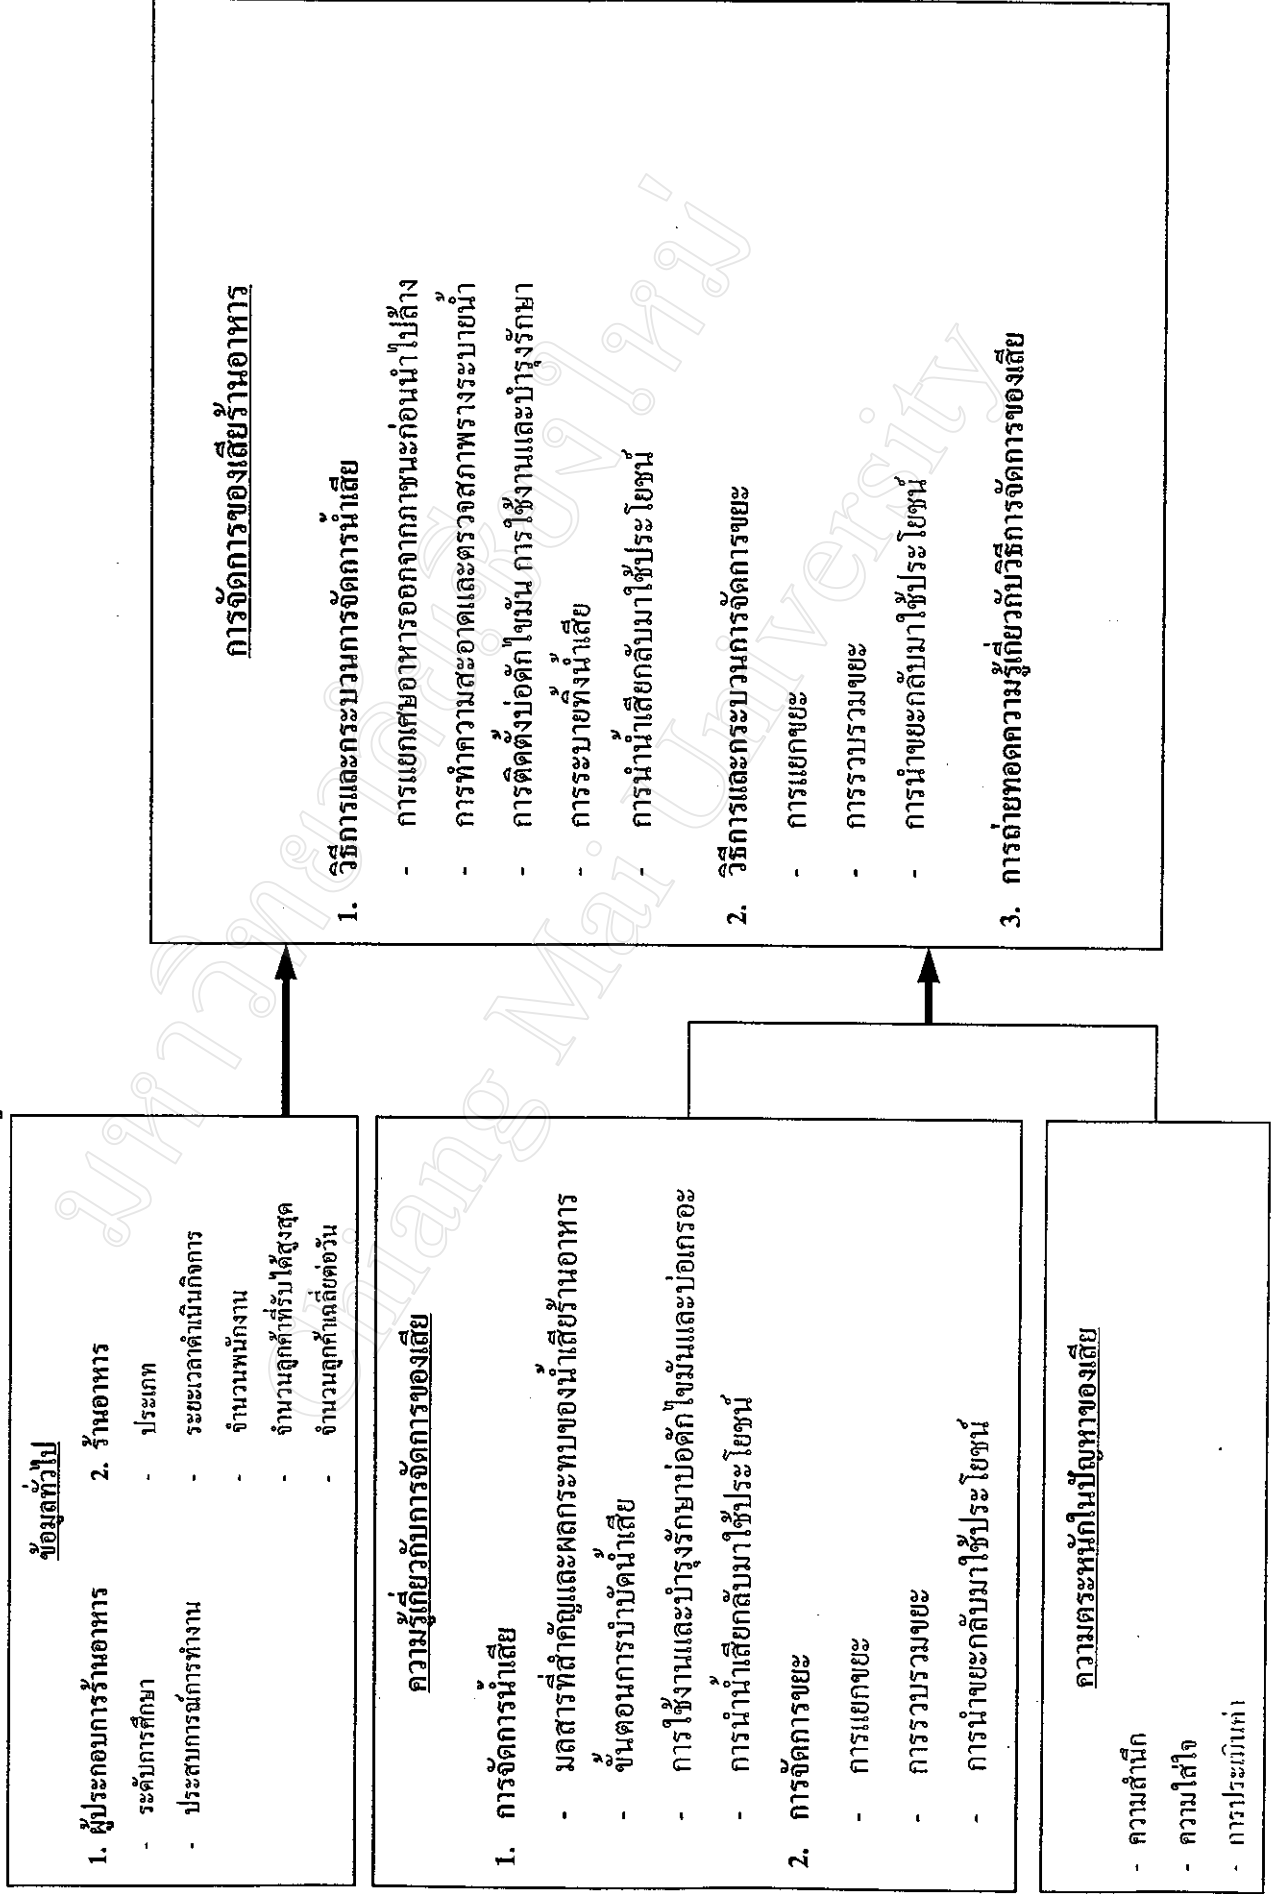 ข้อมูลทั่วไป
1. ผู้ประกอบการร้านอาหาร
- ระดับการศึกษา
- ประสบการณ์การทำงาน
2. ร้านอาหาร
- ประเภท
- ระยะเวลาดำเนินกิจการ
- จำนวนพนักงาน
- จำนวนลูกค้าที่รับได้สูงสุด
- จำนวนลูกค้าเฉลี่ยต่อวัน
ความรู้เกี่ยวกับการจัดการของเสีย
1. การจัดการน้ำเสีย
- มลสารที่สำคัญและผลกระทบของน้ำเสียร้านอาหาร
- ขั้นตอนการบำบัดน้ำเสีย
- การใช้งานและบำรุงรักษาบ่อดักไขมันและบ่อเกรอะ
- การนำน้ำเสียกลับมาใช้ประโยชน์
2. การจัดการขยะ
- การแยกขยะ
- การรวบรวมขยะ
- การนำขยะกลับมาใช้ประโยชน์
ความตระหนักในปัญหาของเสีย
- ความสำนึก
- ความใส่ใจ
- การประเมินค่า
การจัดการของเสียร้านอาหาร
1. วิธีการและกระบวนการจัดการน้ำเสีย
- การแยกเศษอาหารออกจากภาชนะก่อนนำไปล้าง
- การทำความสะอาดและตรวจสภาพรางระบายน้ำ
- การติดตั้งบ่อดักไขมัน การใช้งานและบำรุงรักษา
- การระบายทิ้งน้ำเสีย
- การนำน้ำเสียกลับมาใช้ประโยชน์
2. วิธีการและกระบวนการจัดการขยะ
- การแยกขยะ
- การรวบรวมขยะ
- การนำขยะกลับมาใช้ประโยชน์
3. การถ่ายทอดความรู้เกี่ยวกับวิธีการจัดการของเสีย
มหาวิทยาลัยเชียงใหม่
Chiang Mai University